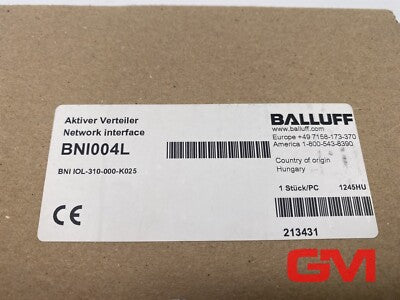 Aktiver Verteiler
Network interface
BNI004L
BNI IOL-310-000-K025
CE
BALLUFF
www.balluff.com
Europe +49 7158-173-370
America 1-800-543-8390
Country of origin
Hungary
1 Stück/PC 1245HU
213431
GM